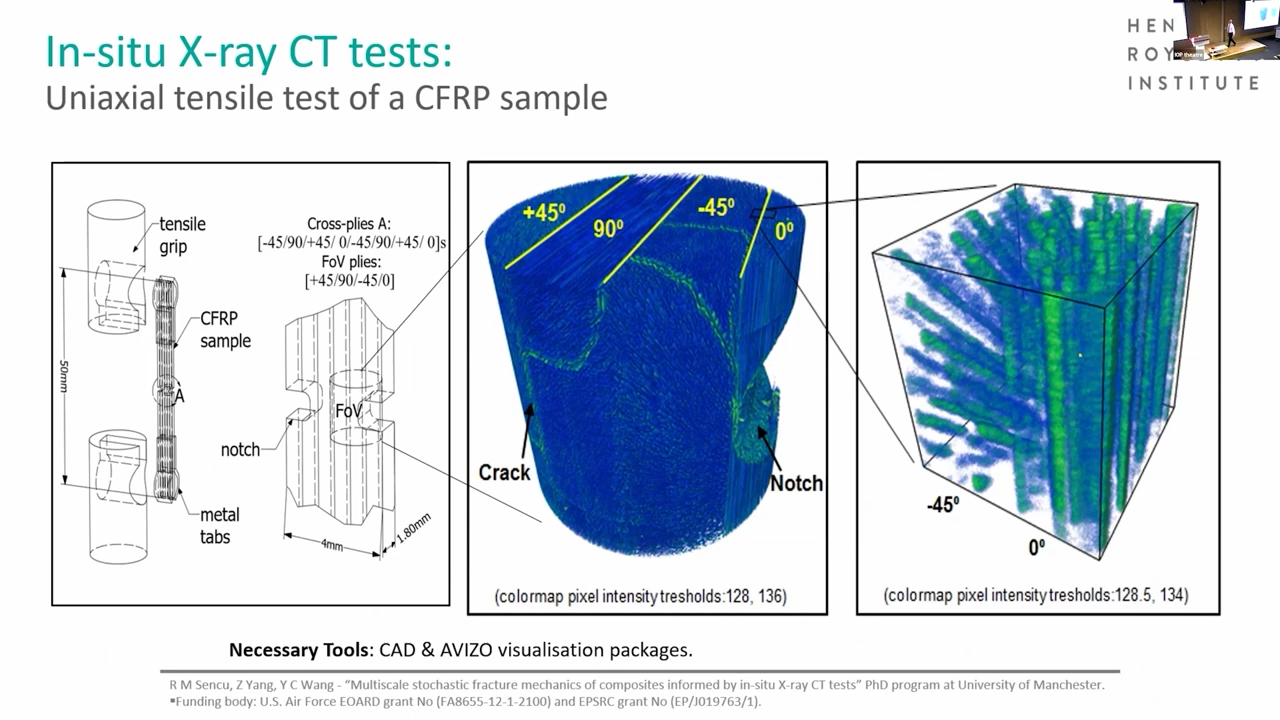 In-situ X-ray CT tests:
Uniaxial tensile test of a CFRP sample
HEN
ROY
INSTITUTE
IOP theatre
tensile
grip
Cross-plies A:
[-45/90/+45/ 0/-45/90/+45/ 0]s
FoV plies:
[+45/90/-45/0]
CFRP
sample
50mm
A
FoV
notch
metal
tabs
4mm
1.80mm
+45⁰
90⁰
-45⁰
0⁰
Crack
Notch
(colormap pixel intensity tresholds:128, 136)
-45⁰
0⁰
(colormap pixel intensity tresholds:128.5, 134)
Necessary Tools: CAD & AVIZO visualisation packages.
R M Sencu, Z Yang, Y C Wang - “Multiscale stochastic fracture mechanics of composites informed by in-situ X-ray CT tests” PhD program at University of Manchester.
▪Funding body: U.S. Air Force EOARD grant No (FA8655-12-1-2100) and EPSRC grant No (EP/J019763/1).